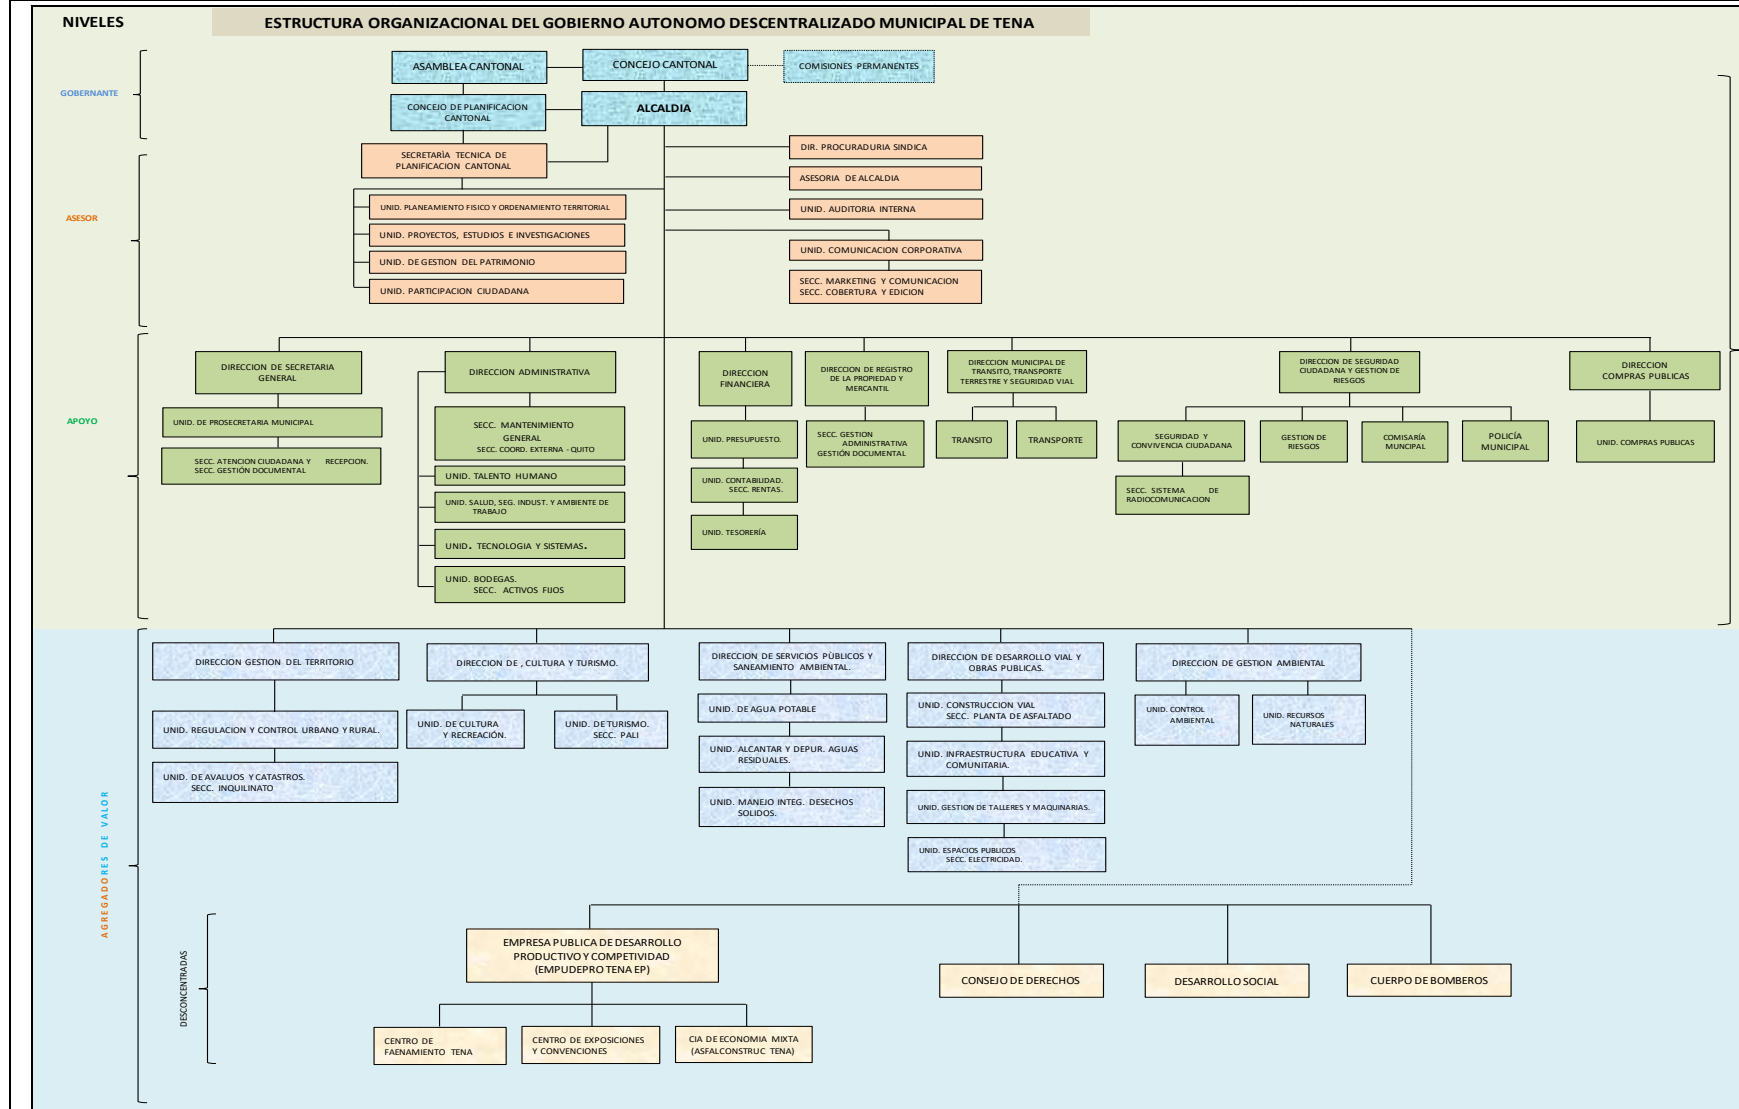 NIVELES
ESTRUCTURA ORGANIZACIONAL DEL GOBIERNO AUTONOMO DESCENTRALIZADO MUNICIPAL DE TENA
GOBERNANTE
ASAMBLEA CANTONAL
CONCEJO CANTONAL
COMISIONES PERMANENTES
CONCEJO DE PLANIFICACION
CANTONAL
ALCALDIA
ASESOR
SECRETARÌA TECNICA DE
PLANIFICACION CANTONAL
UNID. PLANEAMIENTO FISICO Y ORDENAMIENTO TERRITORIAL
UNID. PROYECTOS, ESTUDIOS E INVESTIGACIONES
UNID. DE GESTION DEL PATRIMONIO
UNID. PARTICIPACION CIUDADANA
DIR. PROCURADURIA SINDICA
ASESORIA DE ALCALDIA
UNID. AUDITORIA INTERNA
UNID. COMUNICACION CORPORATIVA
SECC. MARKETING Y COMUNICACION
SECC. COBERTURA Y EDICION
APOYO
DIRECCION DE SECRETARIA
GENERAL
UNID. DE PROSECRETARIA MUNICIPAL
SECC. ATENCION CIUDADANA Y RECEPCION.
SECC. GESTIÓN DOCUMENTAL
DIRECCION ADMINISTRATIVA
SECC. MANTENIMIENTO
GENERAL
SECC. COORD. EXTERNA - QUITO
UNID. TALENTO HUMANO
UNID. SALUD, SEG. INDUST. Y AMBIENTE DE
TRABAJO
UNID. TECNOLOGIA Y SISTEMAS.
UNID. BODEGAS.
SECC. ACTIVOS FIJOS
DIRECCION
FINANCIERA
UNID. PRESUPUESTO.
UNID. CONTABILIDAD.
SECC. RENTAS.
UNID. TESORERÍA
DIRECCION DE REGISTRO
DE LA PROPIEDAD Y
MERCANTIL
SECC. GESTION
ADMINISTRATIVA
GESTIÓN DOCUMENTAL
DIRECCION MUNICIPAL DE
TRANSITO, TRANSPORTE
TERRESTRE Y SEGURIDAD VIAL
TRANSITO
TRANSPORTE
DIRECCION DE SEGURIDAD
CIUDADANA Y GESTION DE
RIESGOS
SEGURIDAD Y
CONVIVENCIA CIUDADANA
SECC. SISTEMA DE
RADIOCOMUNICACION
GESTION DE
RIESGOS
COMISARÍA
MUNCIPAL
POLICÍA
MUNICIPAL
DIRECCION
COMPRAS PUBLICAS
UNID. COMPRAS PUBLICAS
AGREGADORES DE VALOR
DIRECCION GESTION DEL TERRITORIO
UNID. REGULACION Y CONTROL URBANO Y RURAL.
UNID. DE AVALUOS Y CATASTROS.
SECC. INQUILINATO
DIRECCION DE , CULTURA Y TURISMO.
UNID. DE CULTURA
Y RECREACIÓN.
UNID. DE TURISMO.
SECC. PALI
DIRECCION DE SERVICIOS PÙBLICOS Y
SANEAMIENTO AMBIENTAL.
UNID. DE AGUA POTABLE
UNID. ALCANTAR Y DEPUR. AGUAS
RESIDUALES.
UNID. MANEJO INTEG. DESECHOS
SOLIDOS.
DIRECCION DE DESARROLLO VIAL Y
OBRAS PUBLICAS.
UNID. CONSTRUCCION VIAL
SECC. PLANTA DE ASFALTADO
UNID. INFRAESTRUCTURA EDUCATIVA Y
COMUNITARIA.
UNID. GESTION DE TALLERES Y MAQUINARIAS.
UNID. ESPACIOS PUBLICOS
SECC. ELECTRICIDAD.
DIRECCION DE GESTION AMBIENTAL
UNID. CONTROL
AMBIENTAL
UNID. RECURSOS
NATURALES
DESCONCENTRADAS
EMPRESA PUBLICA DE DESARROLLO
PRODUCTIVO Y COMPETIVIDAD
(EMPUDEPRO TENA EP)
CENTRO DE
FAENAMIENTO TENA
CENTRO DE EXPOSICIONES
Y CONVENCIONES
CIA DE ECONOMIA MIXTA
(ASFALCONSTRUC TENA)
CONSEJO DE DERECHOS
DESARROLLO SOCIAL
CUERPO DE BOMBEROS